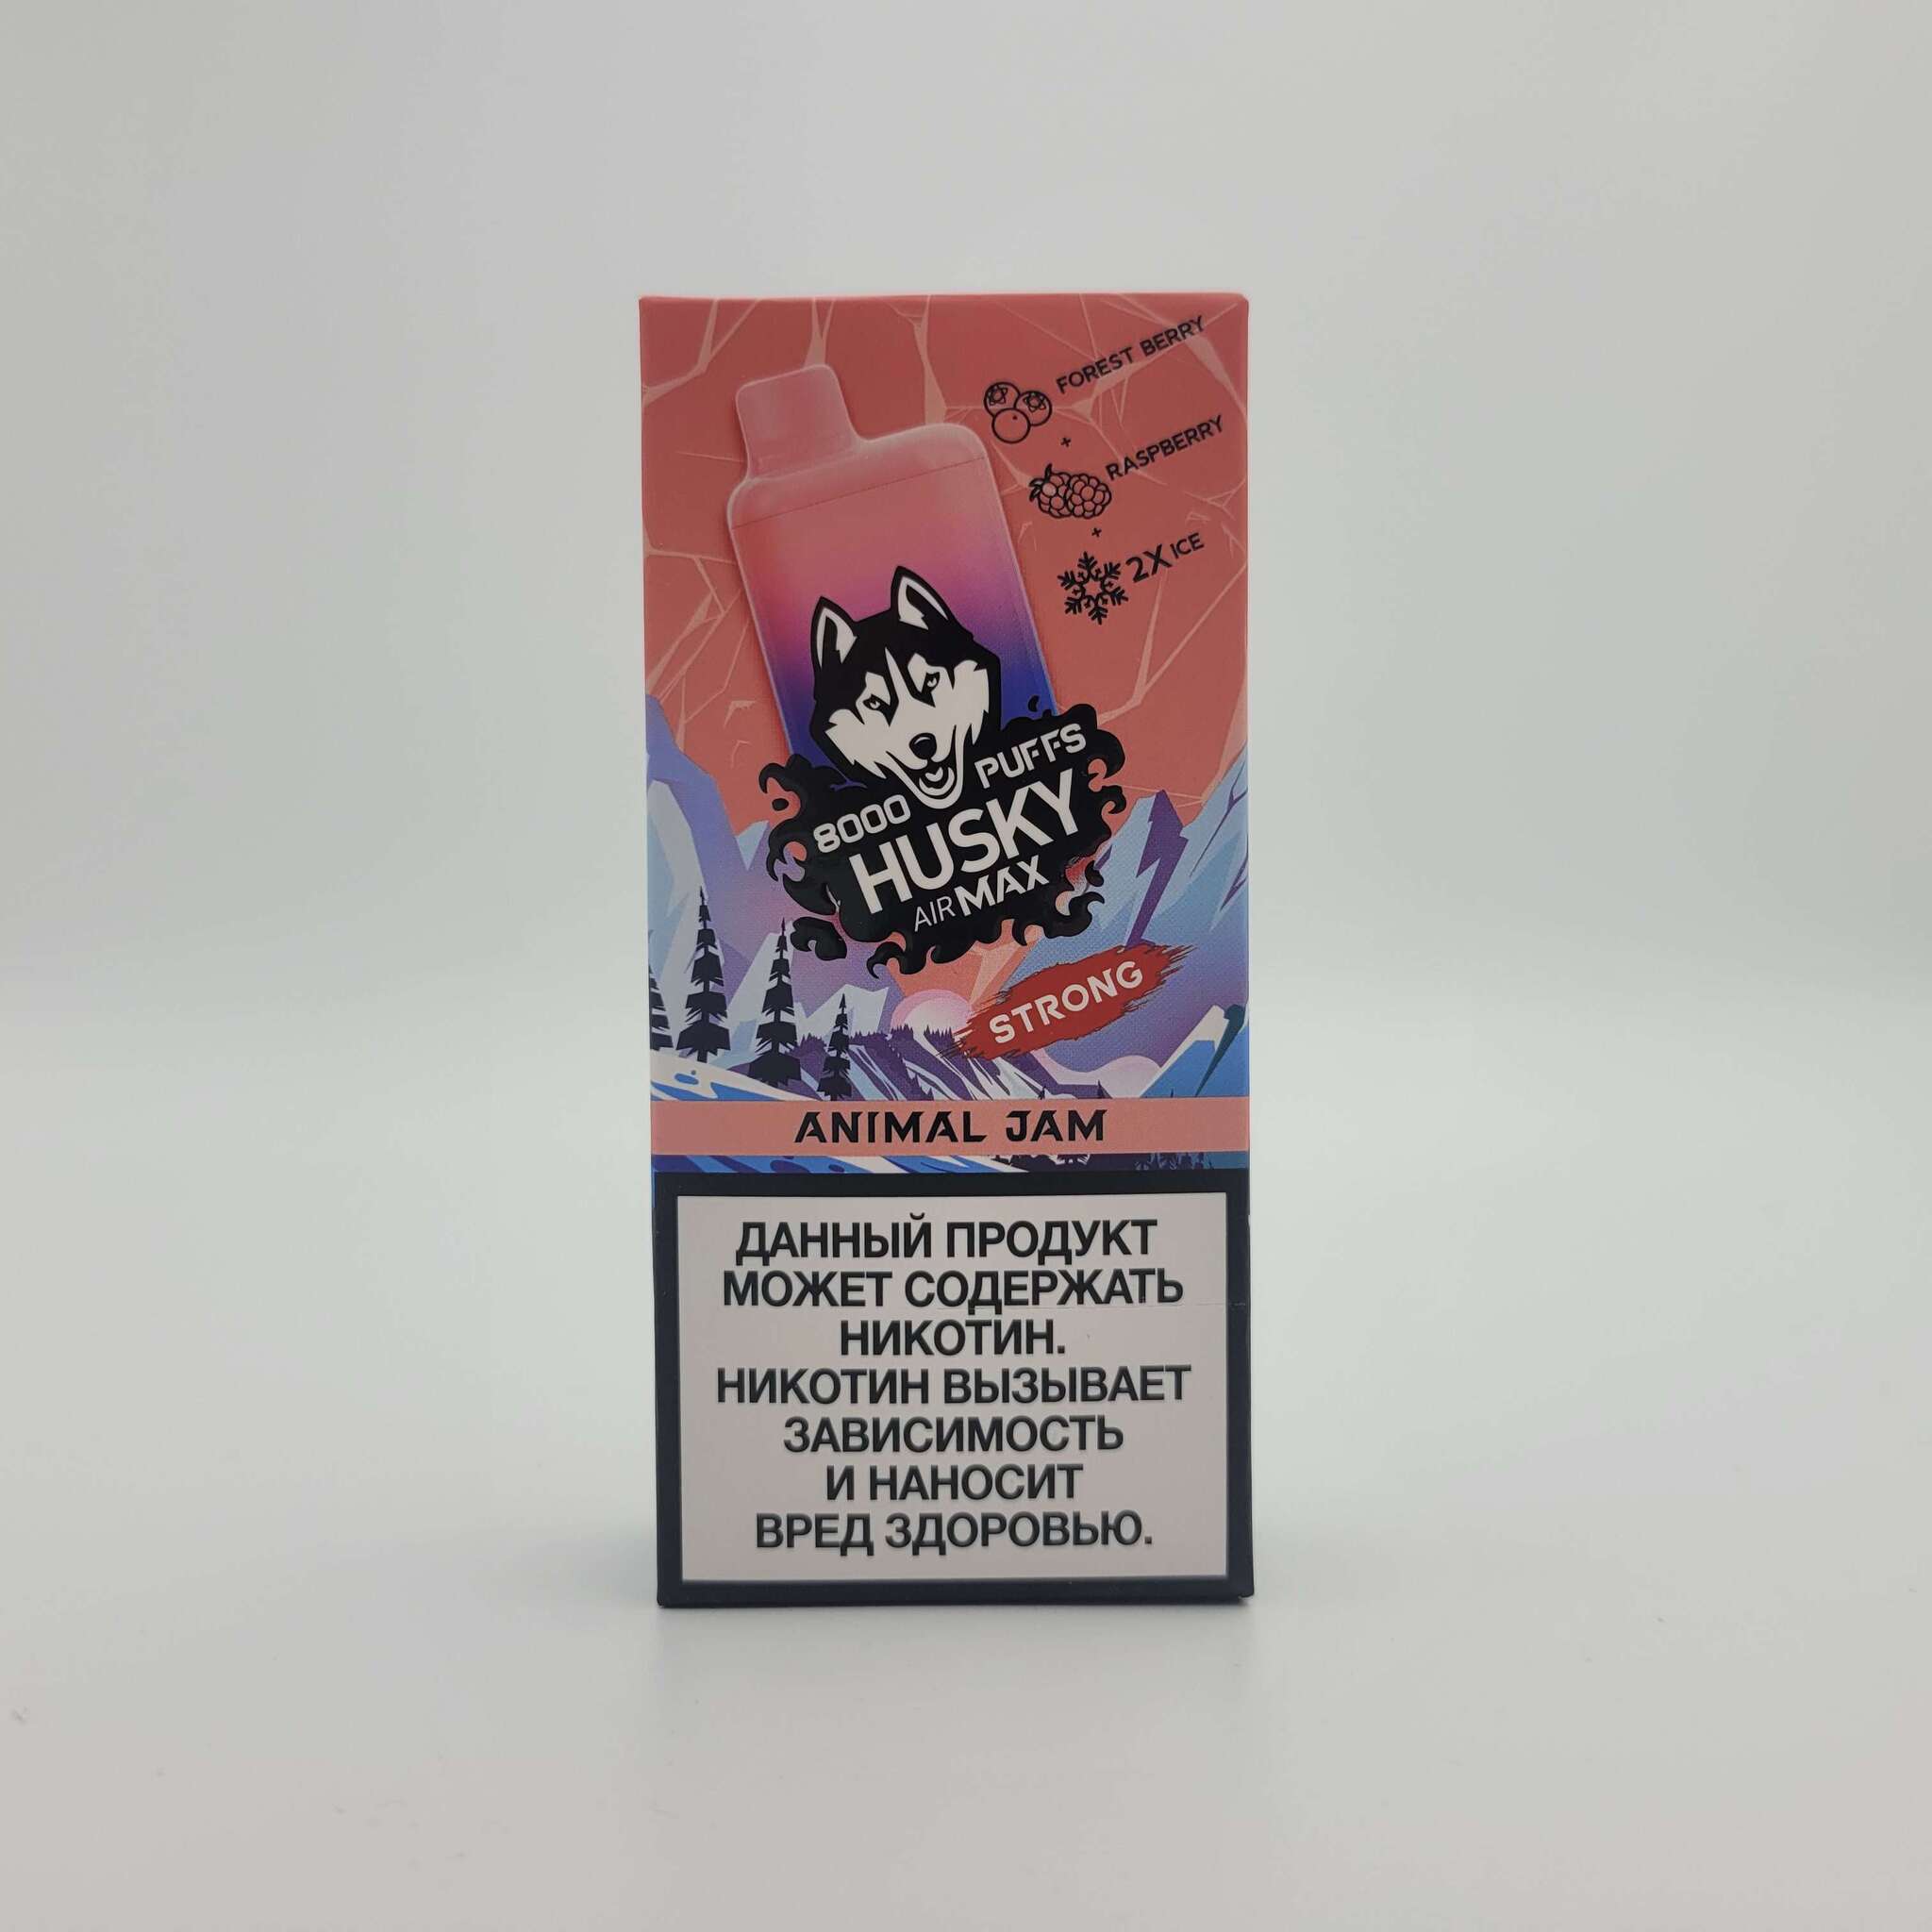 FOREST BERRY
+
RASPBERRY
+
2X ICE
8000 PUFFS
HUSKY
AIR MAX
STRONG
ANIMAL JAM
ДАННЫЙ ПРОДУКТ
МОЖЕТ СОДЕРЖАТЬ
НИКОТИН.
НИКОТИН ВЫЗЫВАЕТ
ЗАВИСИМОСТЬ
И НАНОСИТ
ВРЕД ЗДОРОВЬЮ.